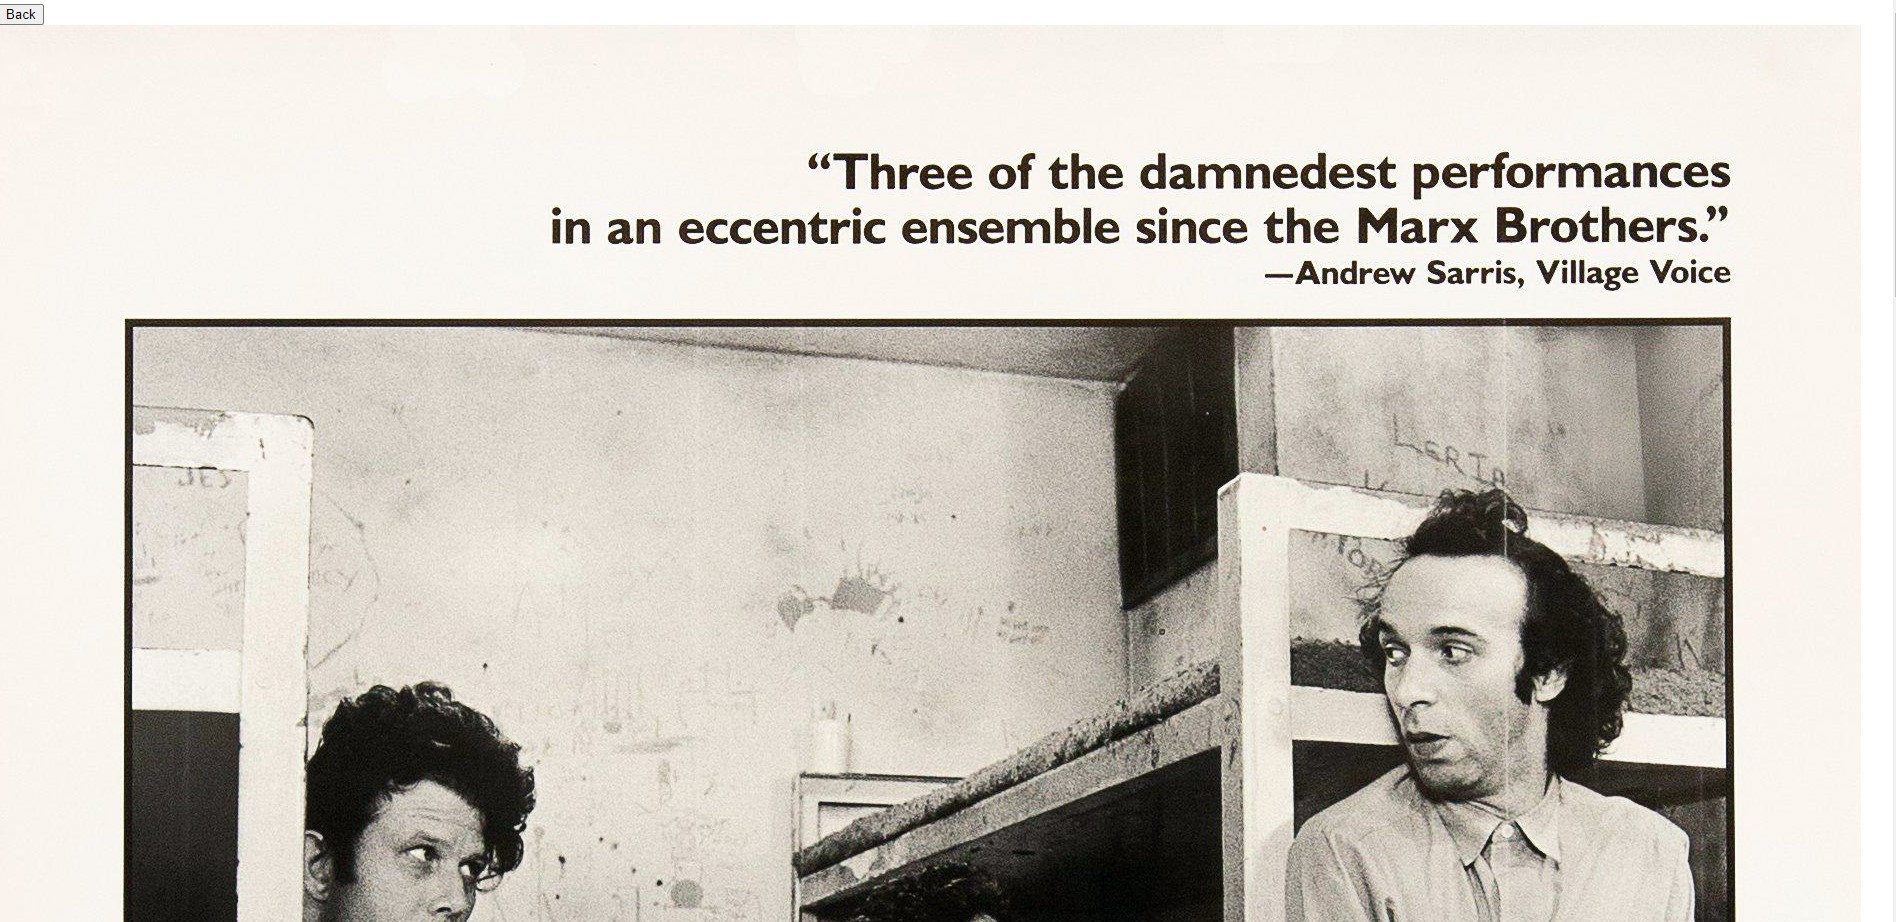 Back
“Three of the damnedest performances
in an eccentric ensemble since the Marx Brothers.”
—Andrew Sarris, Village Voice